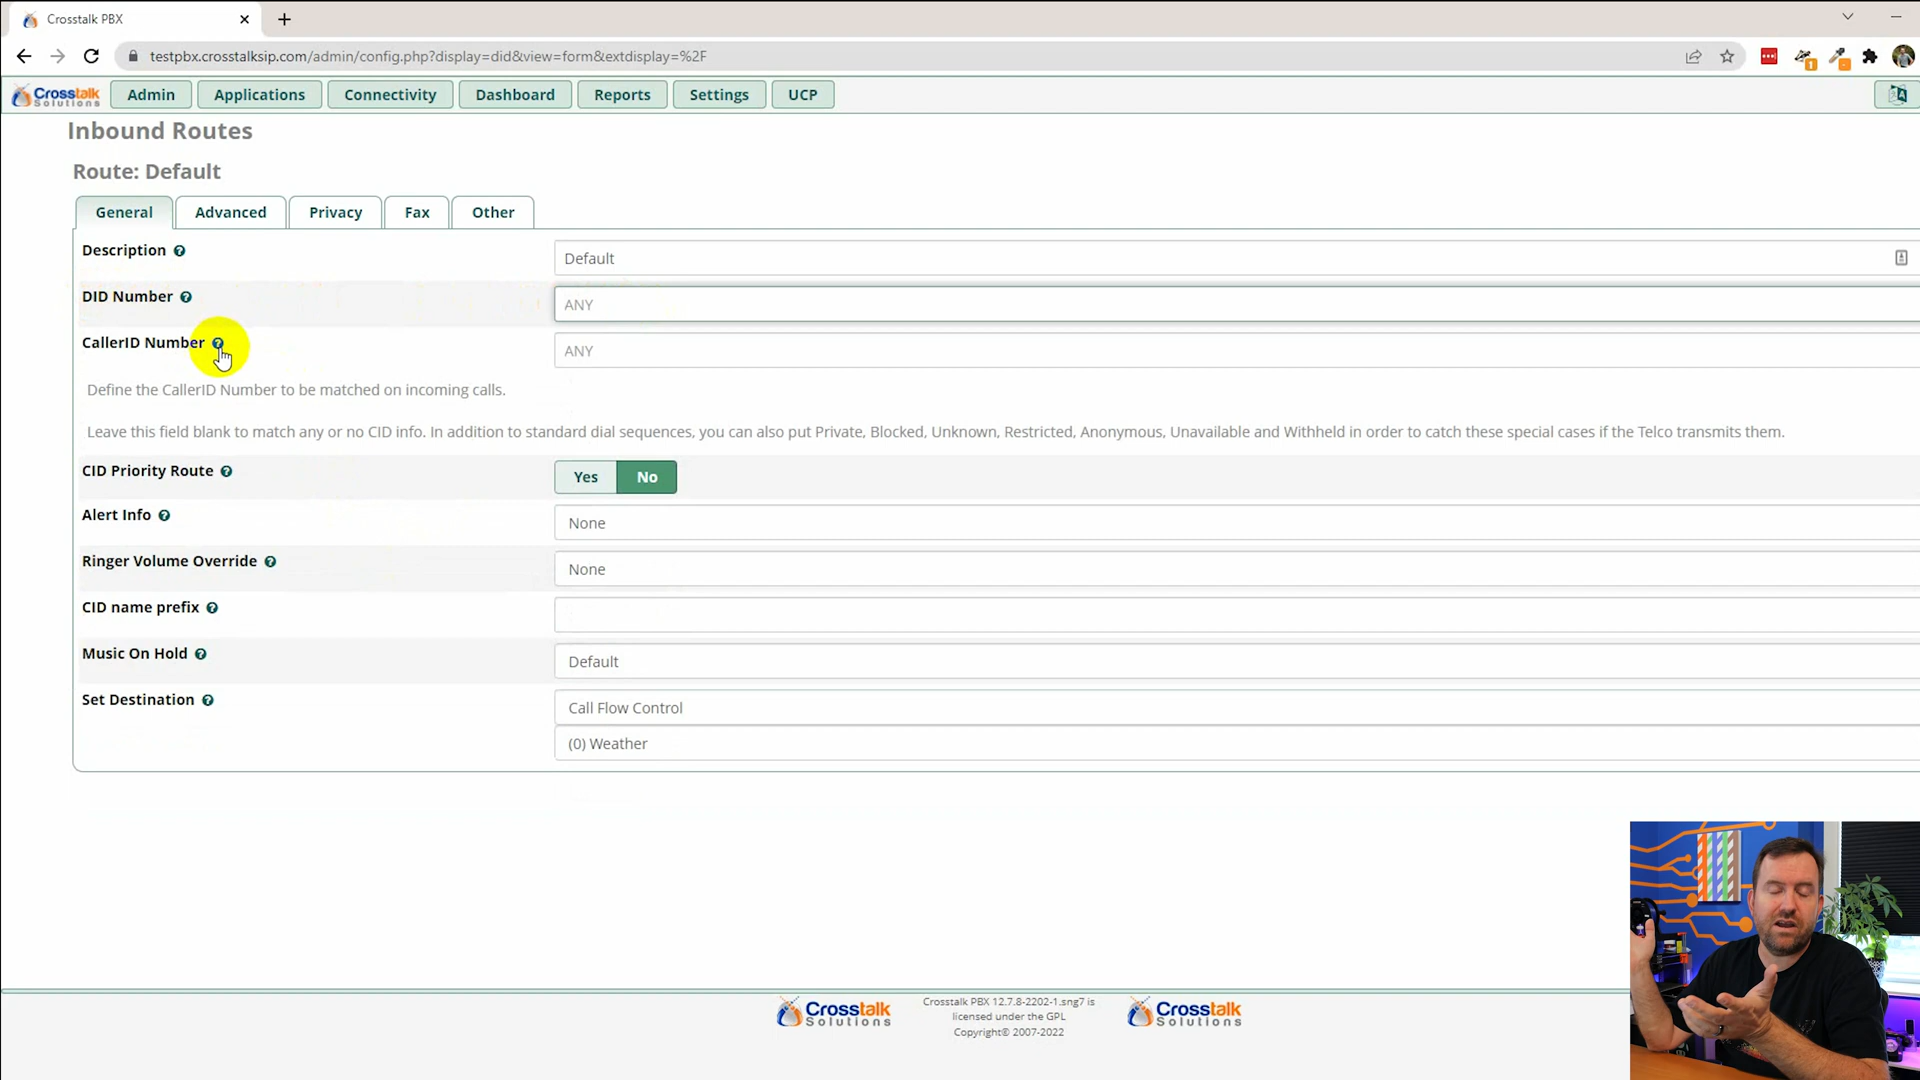 Crosstalk PBX
testpbx.crosstalksip.com/admin/config.php?display=did&view=form&extdisplay=%2F
Crosstalk Solutions
Admin
Applications
Connectivity
Dashboard
Reports
Settings
UCP
Inbound Routes
Route: Default
General
Advanced
Privacy
Fax
Other
Description
Default
DID Number
ANY
CallerID Number
ANY
Define the CallerID Number to be matched on incoming calls.
Leave this field blank to match any or no CID info. In addition to standard dial sequences, you can also put Private, Blocked, Unknown, Restricted, Anonymous, Unavailable and Withheld in order to catch these special cases if the Telco transmits them.
CID Priority Route
Yes
No
Alert Info
None
Ringer Volume Override
None
CID name prefix
Music On Hold
Default
Set Destination
Call Flow Control
(0) Weather
Crosstalk Solutions
Crosstalk PBX 12.7.8-2202-1.sng7 is
licensed under the GPL
Copyright© 2007-2022
Crosstalk Solutions